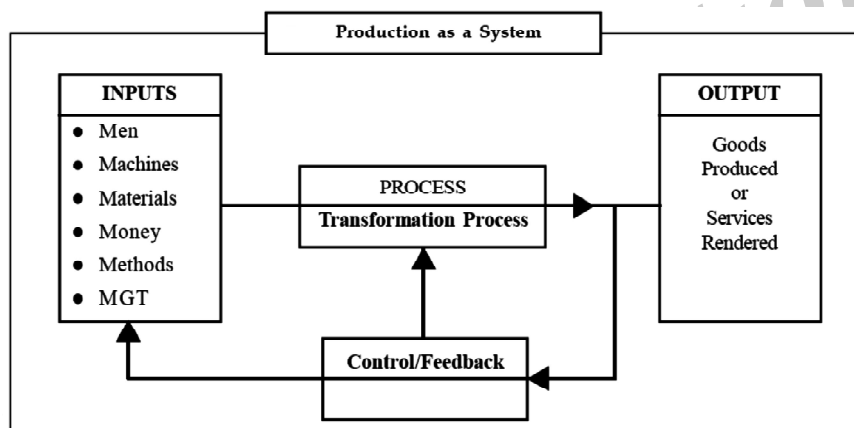 Production as a System
INPUTS
● Men
● Machines
● Materials
● Money
● Methods
● MGT
PROCESS
Transformation Process
Control/Feedback
OUTPUT
Goods
Produced
or
Services
Rendered